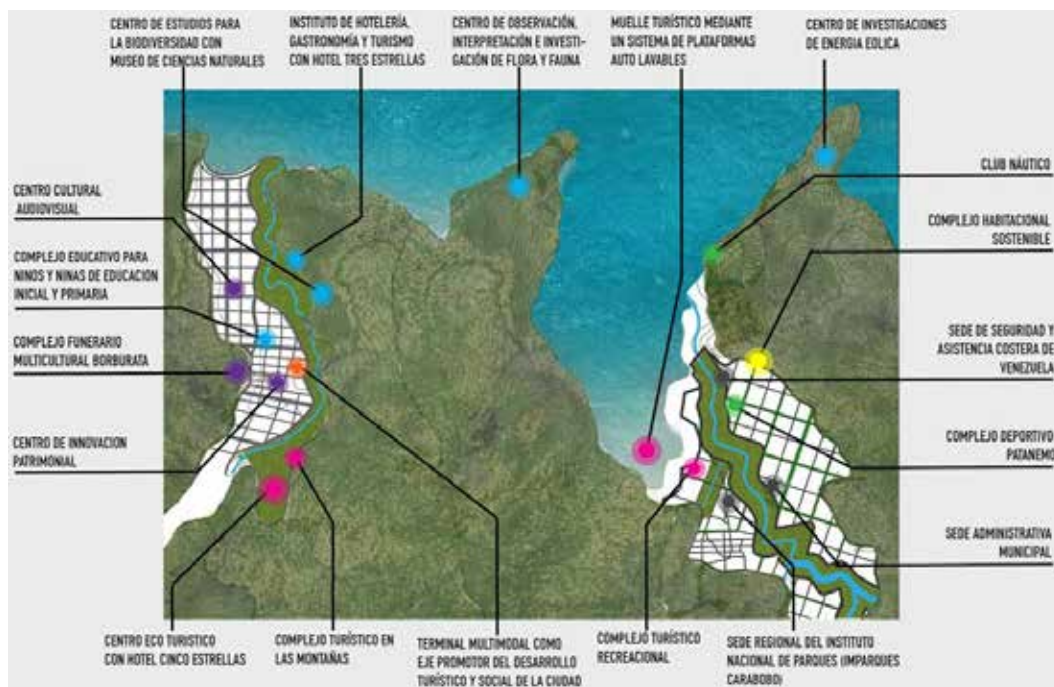 CENTRO DE ESTUDIOS PARA
LA BIODIVERSIDAD CON
MUSEO DE CIENCIAS NATURALES
INSTITUTO DE HOTELERÍA,
GASTRONOMÍA Y TURISMO
CON HOTEL TRES ESTRELLAS
CENTRO DE OBSERVACIÓN,
INTERPRETACIÓN E INVESTI-
GACIÓN DE FLORA Y FAUNA
MUELLE TURÍSTICO MEDIANTE
UN SISTEMA DE PLATAFORMAS
AUTO LAVABLES
CENTRO DE INVESTIGACIONES
DE ENERGIA EOLICA
CENTRO CULTURAL
AUDIOVISUAL
COMPLEJO EDUCATIVO PARA
NINOS Y NINAS DE EDUCACION
INICIAL Y PRIMARIA
COMPLEJO FUNERARIO
MULTICULTURAL BORBURATA
CENTRO DE INNOVACION
PATRIMONIAL
CLUB NÁUTICO
COMPLEJO HABITACIONAL
SOSTENIBLE
SEDE DE SEGURIDAD Y
ASISTENCIA COSTERA DE
VENEZUELA
COMPLEJO DEPORTIVO
PATANEMO
SEDE ADMINISTRATIVA
MUNICIPAL
CENTRO ECO TURISTICO
CON HOTEL CINCO ESTRELLAS
COMPLEJO TURÍSTICO EN
LAS MONTAÑAS
TERMINAL MULTIMODAL COMO
EJE PROMOTOR DEL DESARROLLO
TURÍSTICO Y SOCIAL DE LA CIUDAD
COMPLEJO TURÍSTICO
RECREACIONAL
SEDE REGIONAL DEL INSTITUTO
NACIONAL DE PARQUES (IMPARQUES
CARABOBO)